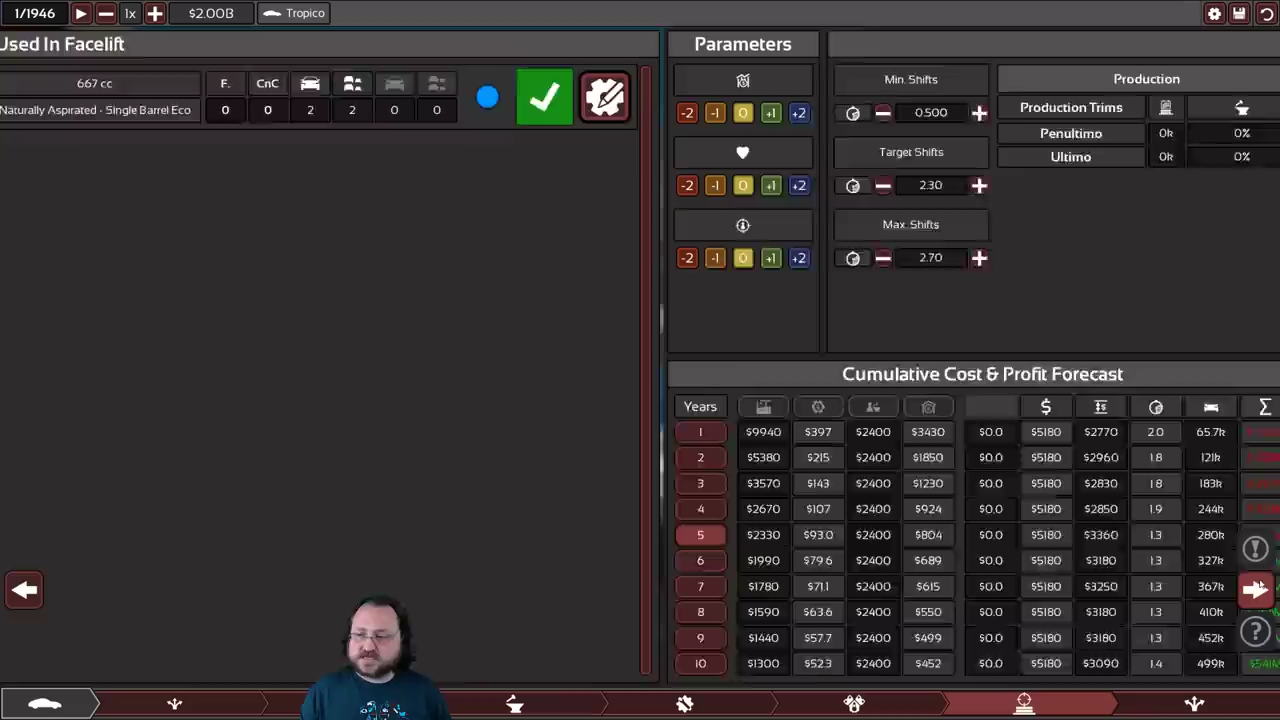 1/1946 1x $2.00B Tropico
Used In Facelift
667 cc F. CnC
Naturally Aspirated - Single Barrel Eco 0 0 2 2 0 0
Parameters
-2 -1 0 +1 +2
-2 -1 0 +1 +2
-2 -1 0 +1 +2
Min. Shifts
0.500
Target Shifts
2.30
Max. Shifts
2.70
Production
Production Trims
Penultimo 0k 0%
Ultimo 0k 0%
Cumulative Cost & Profit Forecast
Years $ Σ
1 $9940 $397 $2400 $3430 $0.0 $5180 $2770 2.0 65.7k
2 $5380 $215 $2400 $1850 $0.0 $5180 $2960 1.8 121k
3 $3570 $143 $2400 $1230 $0.0 $5180 $2830 1.8 183k
4 $2670 $107 $2400 $924 $0.0 $5180 $2850 1.9 244k
5 $2330 $93.0 $2400 $804 $0.0 $5180 $3360 1.3 280k
6 $1990 $79.6 $2400 $689 $0.0 $5180 $3180 1.3 327k
7 $1780 $71.1 $2400 $615 $0.0 $5180 $3250 1.3 367k
8 $1590 $63.6 $2400 $550 $0.0 $5180 $3180 1.3 410k
9 $1440 $57.7 $2400 $499 $0.0 $5180 $3180 1.3 452k
10 $1300 $52.3 $2400 $452 $0.0 $5180 $3090 1.4 499k